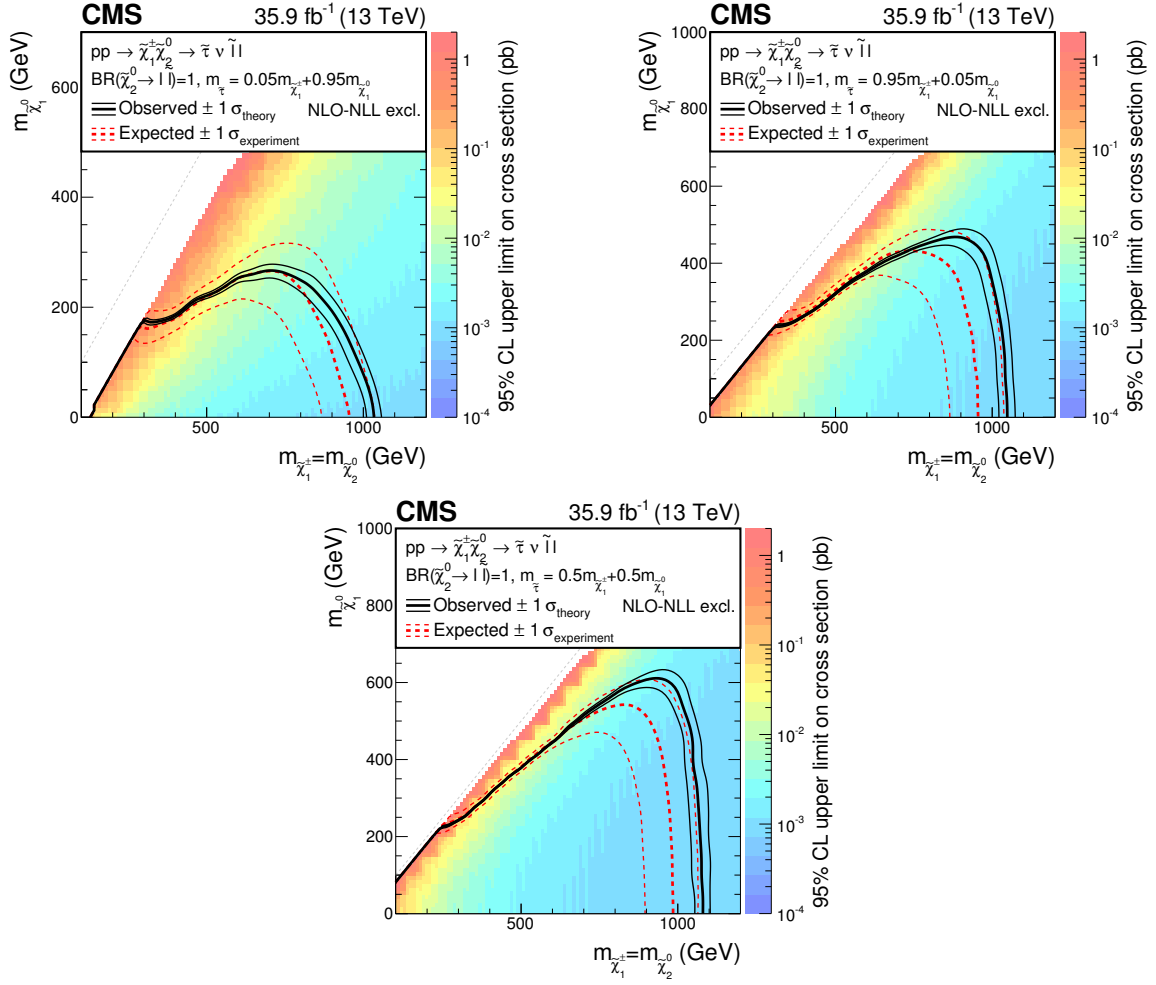 CMS 35.9 fb⁻¹ (13 TeV)
pp → χ̃₁^± χ̃₂⁰ → τ̃ ν l̃ l
BR(χ̃₂⁰→ l l̃)=1, m_τ̃ = 0.05m_χ̃₁^±+0.95m_χ̃₁⁰
Observed ± 1 σ_theory NLO-NLL excl.
Expected ± 1 σ_experiment
m_χ̃₁⁰ (GeV)
600
400
200
0
500 1000
m_χ̃₁^±=m_χ̃₂⁰ (GeV)
1
10⁻¹
10⁻²
10⁻³
10⁻⁴
95% CL upper limit on cross section (pb)
CMS 35.9 fb⁻¹ (13 TeV)
pp → χ̃₁^± χ̃₂⁰ → τ̃ ν l̃ l
BR(χ̃₂⁰→ l l̃)=1, m_τ̃ = 0.95m_χ̃₁^±+0.05m_χ̃₁⁰
Observed ± 1 σ_theory NLO-NLL excl.
Expected ± 1 σ_experiment
m_χ̃₁⁰ (GeV)
1000
800
600
400
200
0
500 1000
m_χ̃₁^±=m_χ̃₂⁰ (GeV)
1
10⁻¹
10⁻²
10⁻³
10⁻⁴
95% CL upper limit on cross section (pb)
CMS 35.9 fb⁻¹ (13 TeV)
pp → χ̃₁^± χ̃₂⁰ → τ̃ ν l̃ l
BR(χ̃₂⁰→ l l̃)=1, m_τ̃ = 0.5m_χ̃₁^±+0.5m_χ̃₁⁰
Observed ± 1 σ_theory NLO-NLL excl.
Expected ± 1 σ_experiment
m_χ̃₁⁰ (GeV)
1000
800
600
400
200
0
500 1000
m_χ̃₁^±=m_χ̃₂⁰ (GeV)
1
10⁻¹
10⁻²
10⁻³
10⁻⁴
95% CL upper limit on cross section (pb)